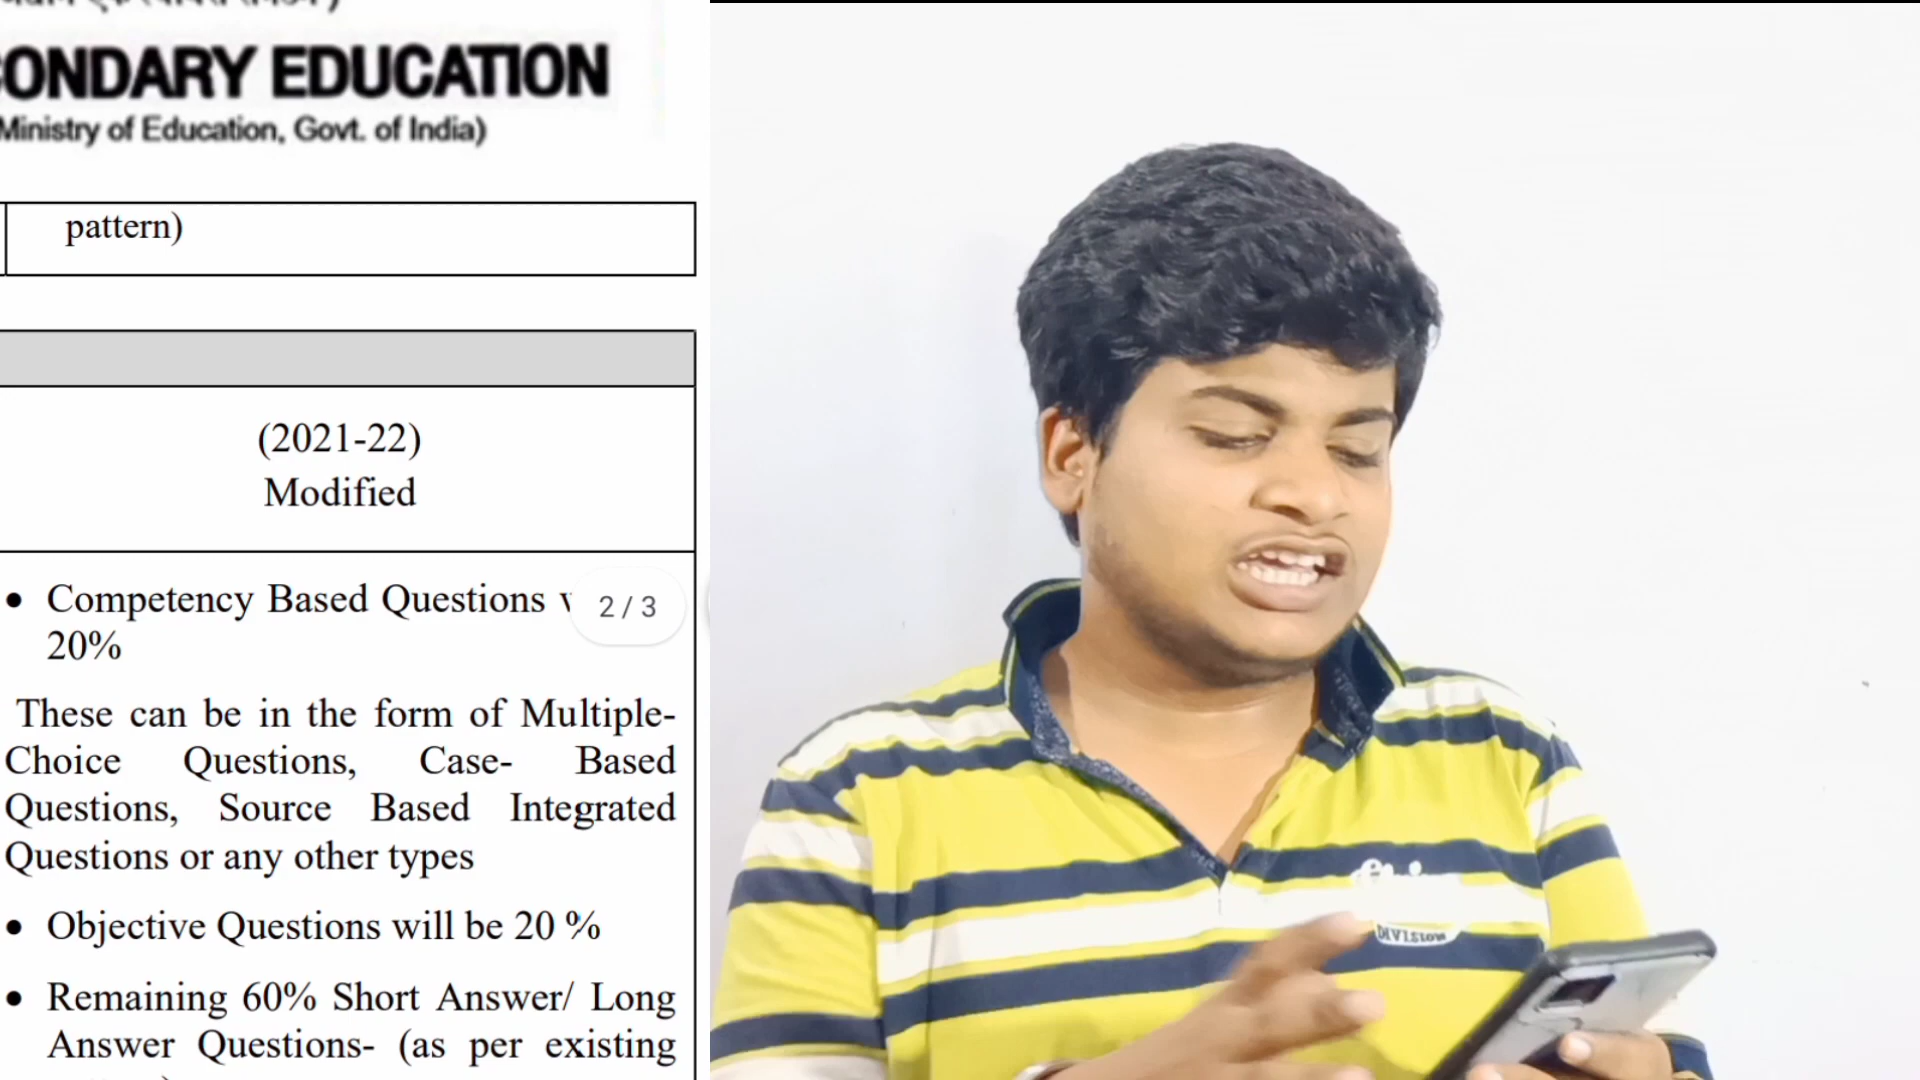 ONDARY EDUCATION
Ministry of Education, Govt. of India)
pattern)
(2021-22)
Modified
• Competency Based Questions
2 / 3
20%
These can be in the form of Multiple-
Choice Questions, Case- Based
Questions, Source Based Integrated
Questions or any other types
• Objective Questions will be 20 %
• Remaining 60% Short Answer/ Long
Answer Questions- (as per existing
DIVISION